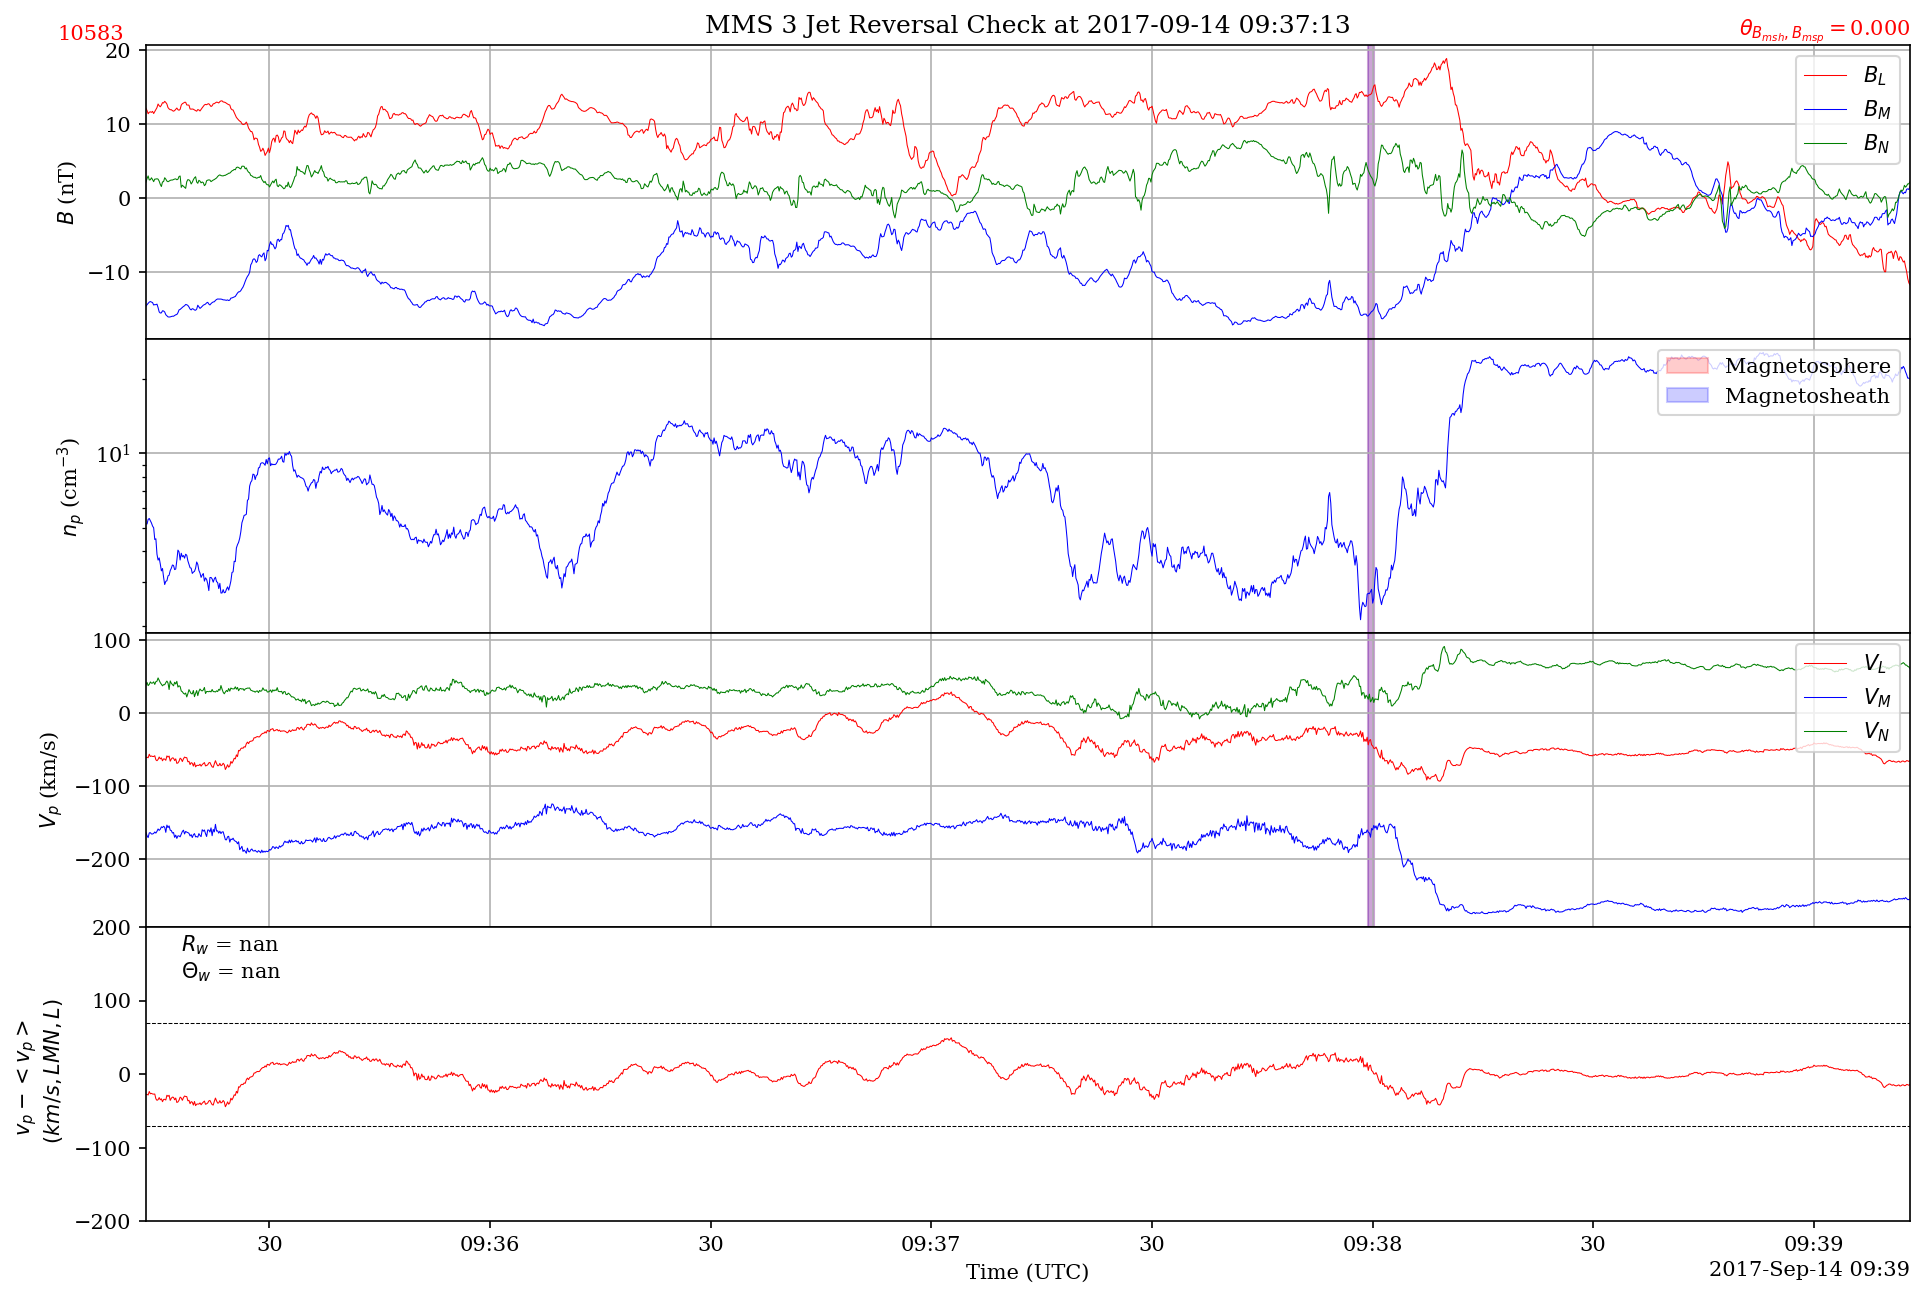 MMS 3 Jet Reversal Check at 2017-09-14 09:37:13
10583
θ_{B_{msh}, B_{msp}} = 0.000
20
10
0
−10
B (nT)
B_L
B_M
B_N
10^1
n_p (cm^{−3})
Magnetosphere
Magnetosheath
100
0
−100
−200
V_p (km/s)
V_L
V_M
V_N
200
100
0
−100
−200
v_p − < v_p >
(km/s, LMN, L)
R_w = nan
Θ_w = nan
30 09:36 30 09:37 30 09:38 30 09:39
Time (UTC)
2017-Sep-14 09:39